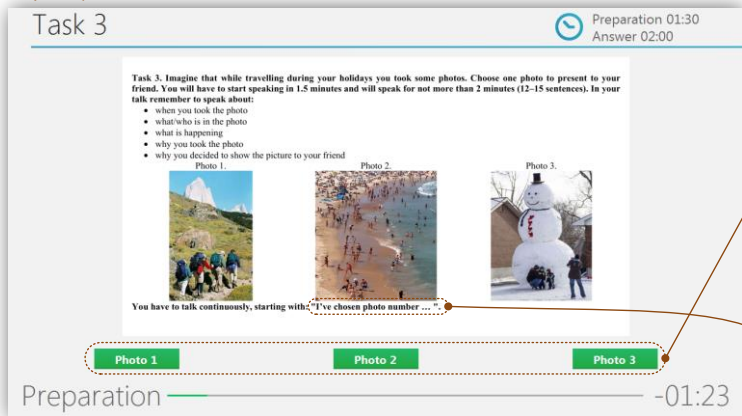 Task 3
Preparation 01:30
Answer 02:00
Task 3. Imagine that while travelling during your holidays you took some photos. Choose one photo to present to your
friend. You will have to start speaking in 1.5 minutes and will speak for not more than 2 minutes (12–15 sentences). In your
talk remember to speak about:
• when you took the photo
• what/who is in the photo
• what is happening
• why you took the photo
• why you decided to show the picture to your friend
Photo 1. Photo 2. Photo 3.
You have to talk continuously, starting with: "I've chosen photo number … ".
Photo 1 Photo 2 Photo 3
Preparation -01:23